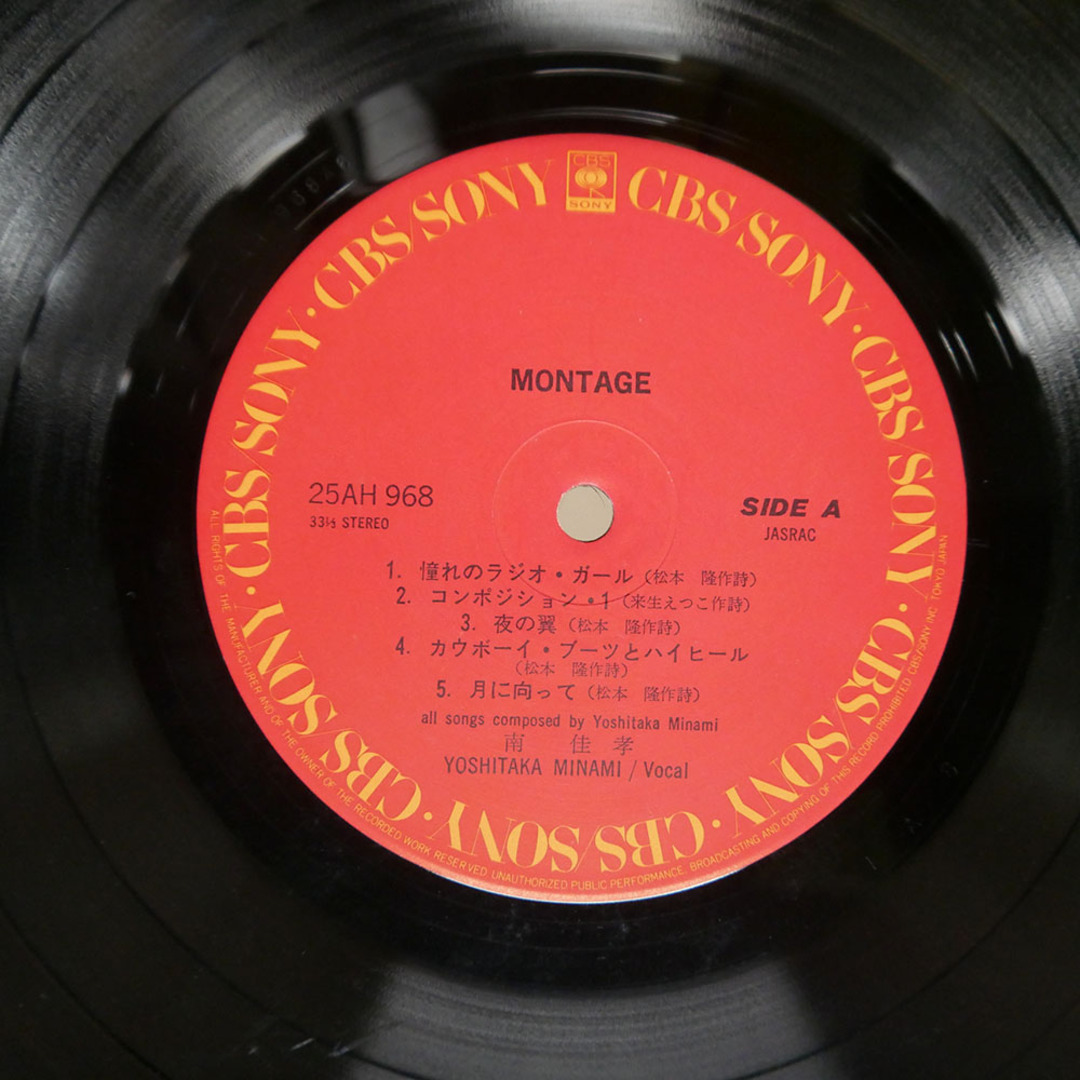 CBS
SONY
CBS/SONY · CBS/SONY · CBS/SONY · CBS/SONY · CBS/SONY · CBS/SONY · CBS/SONY · CBS/SONY
MONTAGE
25AH 968
33⅓ STEREO
SIDE A
JASRAC
1. 憧れのラジオ・ガール（松本 隆作詩）
2. コンポジション・1（来生えつこ作詩）
3. 夜の翼（松本 隆作詩）
4. カウボーイ・ブーツとハイヒール
（松本 隆作詩）
5. 月に向って（松本 隆作詩）
all songs composed by Yoshitaka Minami
南 佳孝
YOSHITAKA MINAMI / Vocal
ALL RIGHTS OF THE MANUFACTURER AND OF THE OWNER OF THE RECORDED WORK RESERVED UNAUTHORIZED PUBLIC PERFORMANCE. BROADCASTING AND COPYING OF THIS RECORD PROHIBITED CBS/SONY INC. TOKYO JAPAN